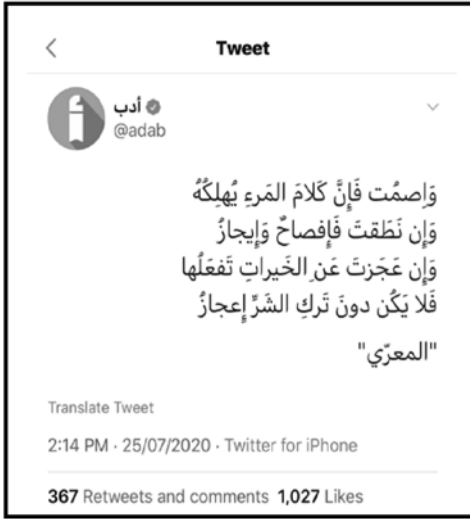 Tweet
أدب
@adab
وَاِصمُت فَإِنَّ كَلامَ المَرءِ يُهلِكُهُ
وَإِن نَطَقتَ فَإِفصاحٌ وَإِيجازُ
وَإِن عَجَزتَ عَنِ الخَيراتِ تَفعَلُها
فَلا يَكُن دونَ تَركِ الشَرِّ إِعجازُ
"المعرّي"
Translate Tweet
2:14 PM · 25/07/2020 · Twitter for iPhone
367 Retweets and comments 1,027 Likes